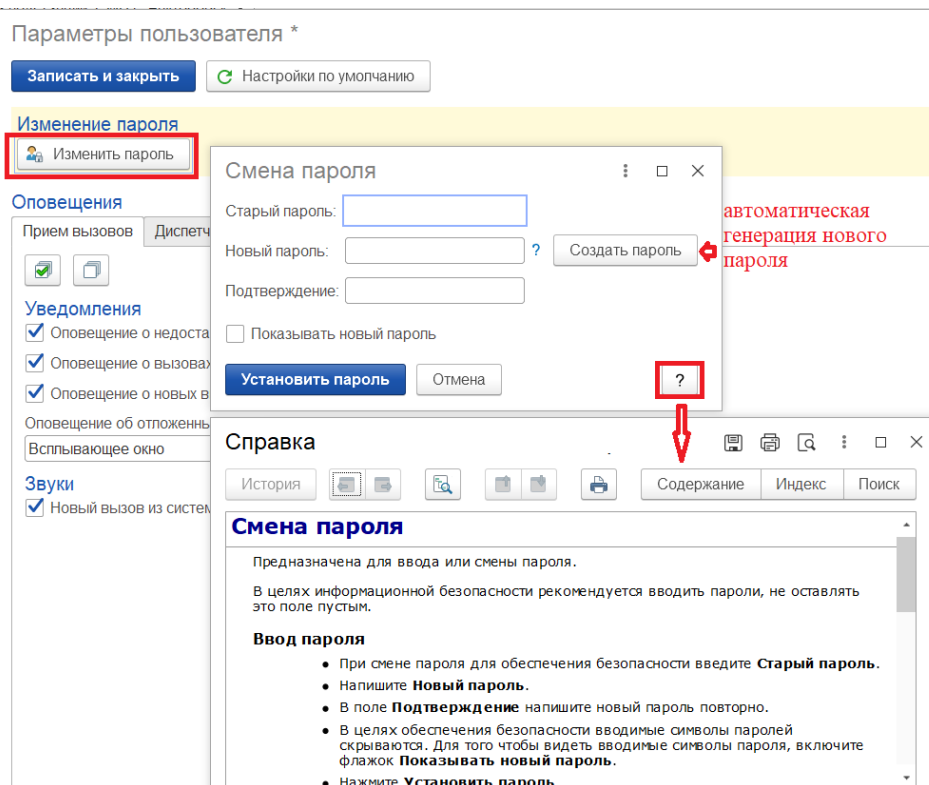 Параметры пользователя *
Записать и закрыть
Настройки по умолчанию
Изменение пароля
Изменить пароль
Смена пароля
Старый пароль:
Новый пароль:
?
Создать пароль
Подтверждение:
Показывать новый пароль
Установить пароль
Отмена
?
автоматическая
генерация нового
пароля
Оповещения
Прием вызовов
Диспетч
Уведомления
Оповещение о недоста
Оповещение о вызовах
Оповещение о новых в
Оповещение об отложенны
Всплывающее окно
Звуки
Новый вызов из систем
Справка
История
Содержание
Индекс
Поиск
Смена пароля
Предназначена для ввода или смены пароля.
В целях информационной безопасности рекомендуется вводить пароли, не оставлять
это поле пустым.
Ввод пароля
● При смене пароля для обеспечения безопасности введите Старый пароль.
● Напишите Новый пароль.
● В поле Подтверждение напишите новый пароль повторно.
● В целях обеспечения безопасности вводимые символы паролей
скрываются. Для того чтобы видеть вводимые символы пароля, включите
флажок Показывать новый пароль.
● Нажмите Установить пароль